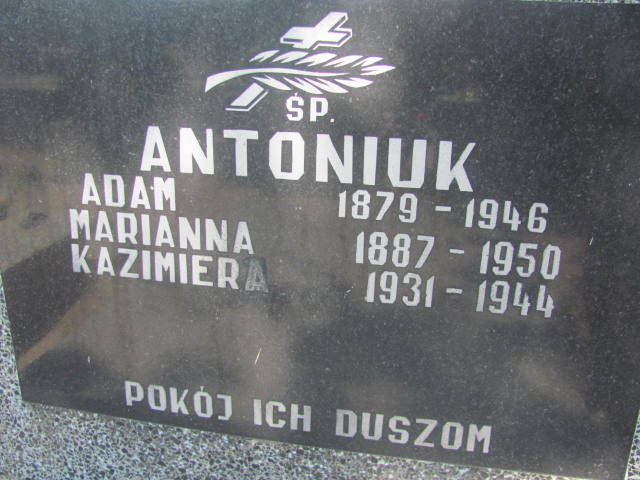 ŚP.
ANTONIUK
ADAM 1879 - 1946
MARIANNA 1887 - 1950
KAZIMIERA 1931 - 1944
POKÓJ ICH DUSZOM